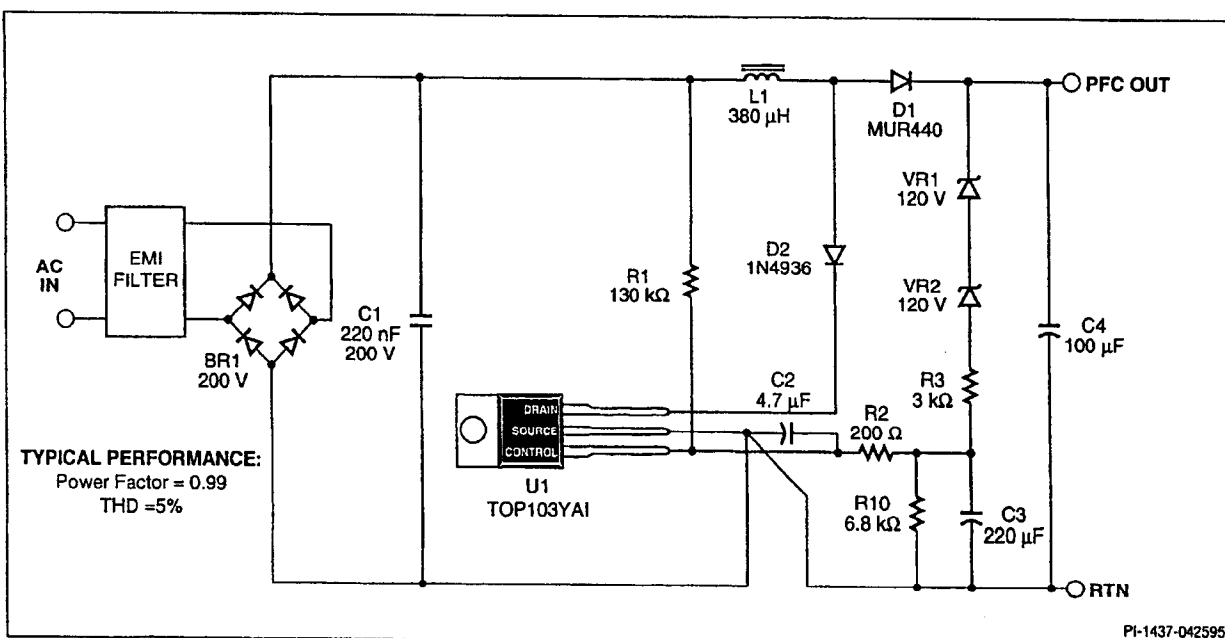 PFC OUT
L1
380 µH
D1
MUR440
VR1
120 V
AC
IN
EMI
FILTER
D2
1N4936
R1
130 kΩ
VR2
120 V
C1
220 nF
200 V
C4
100 µF
BR1
200 V
C2
4.7 µF
R3
3 kΩ
DRAIN
SOURCE
CONTROL
R2
200 Ω
TYPICAL PERFORMANCE:
Power Factor = 0.99
THD =5%
U1
TOP103YAI
R10
6.8 kΩ
C3
220 µF
RTN
PI-1437-042595